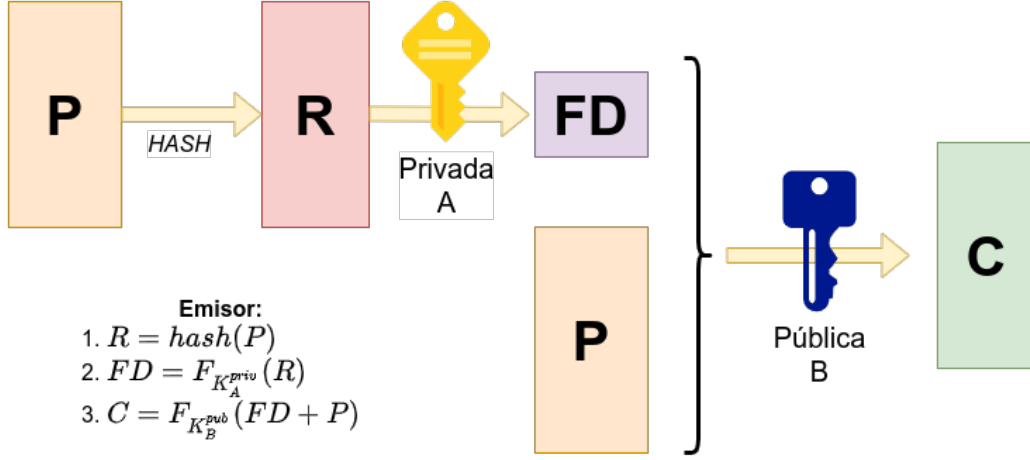 P
HASH
R
Privada
A
FD
P
Pública
B
C
Emisor:
1. R = hash(P)
2. FD = F_{K_A^{priv}}(R)
3. C = F_{K_B^{pub}}(FD + P)